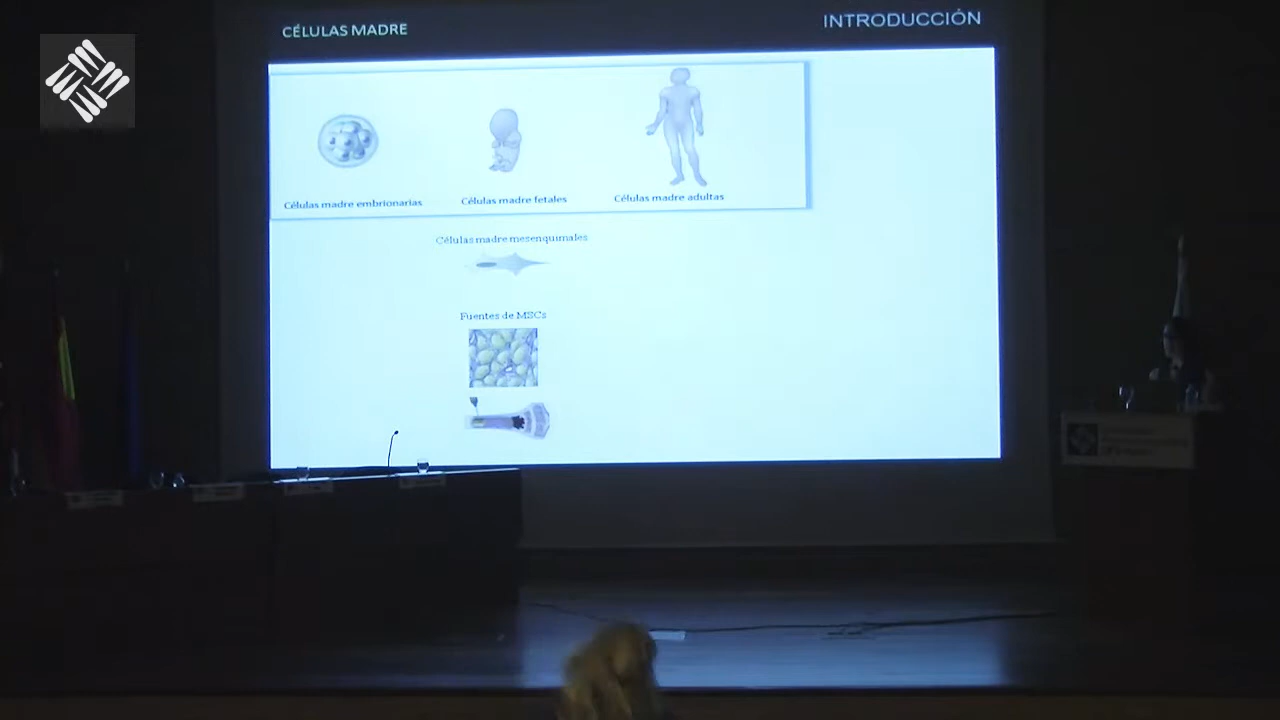 CÉLULAS MADRE
INTRODUCCIÓN
Células madre embrionarias
Células madre fetales
Células madre adultas
Células madre mesenquimales
Fuentes de MSCs